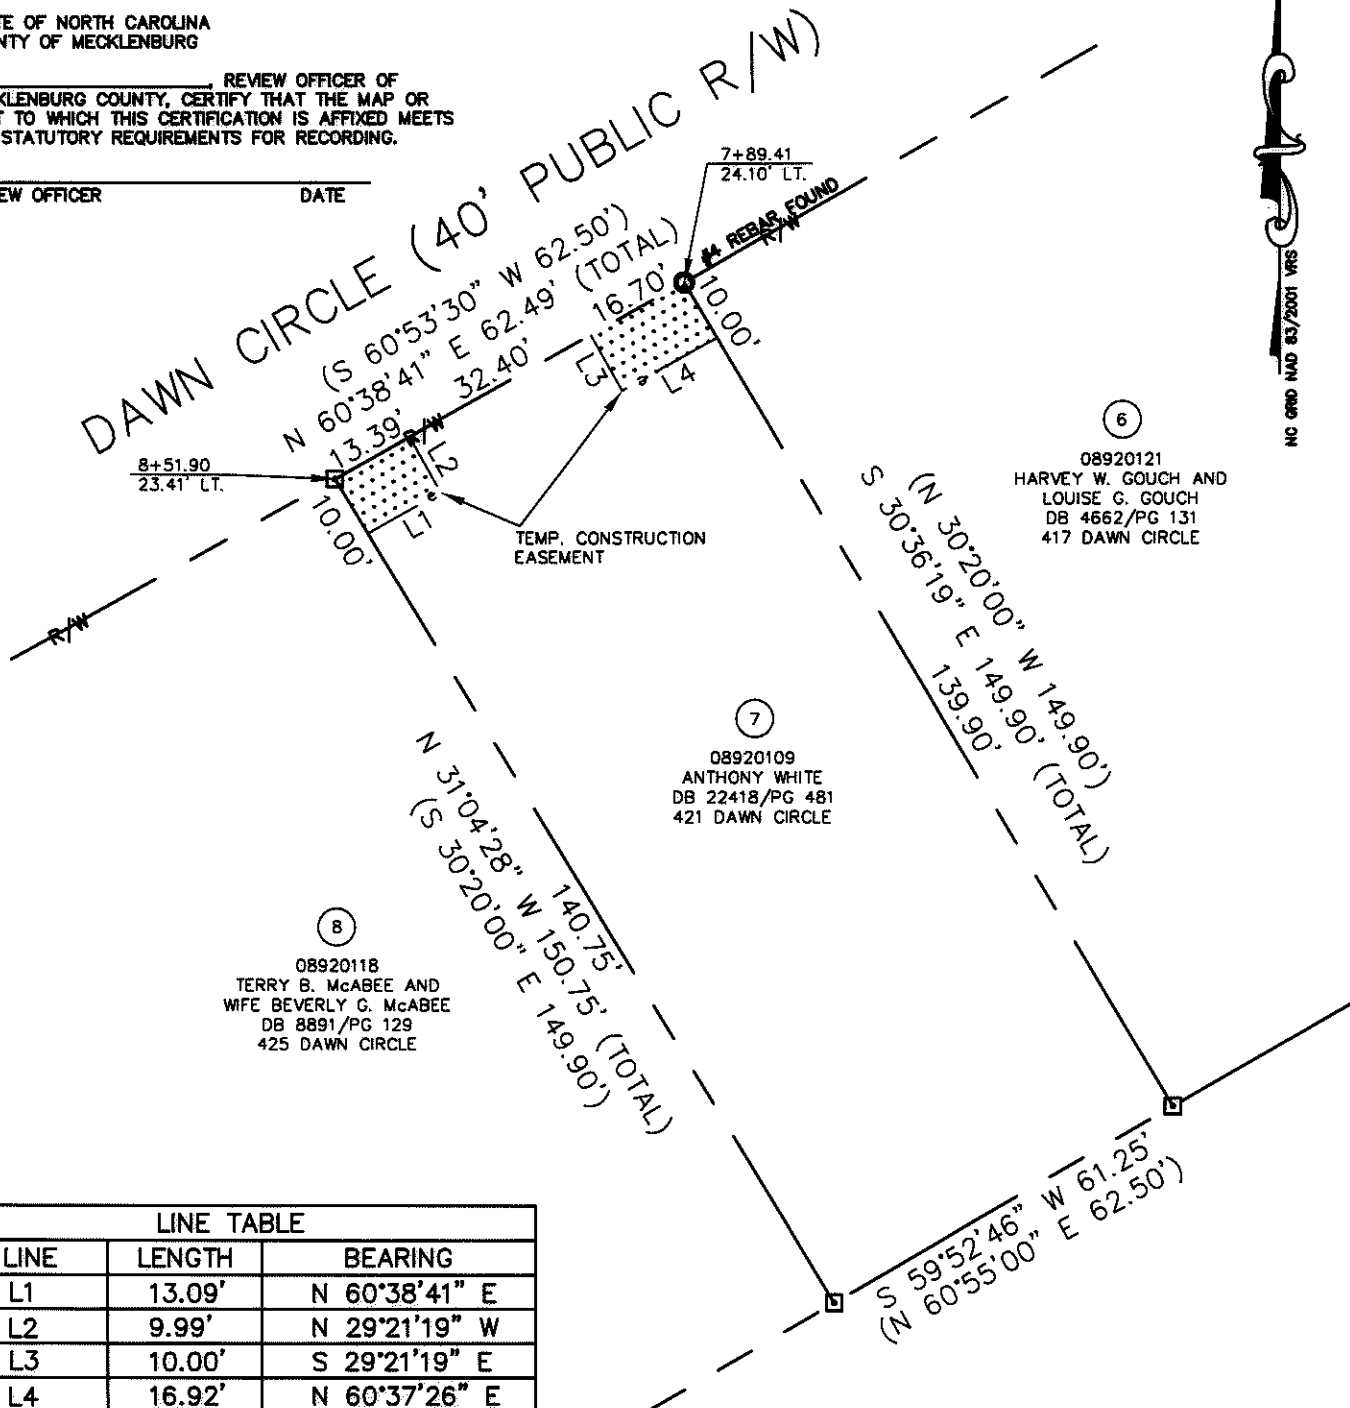 TE OF NORTH CAROLINA
NTY OF MECKLENBURG
, REVIEW OFFICER OF
KLENBURG COUNTY, CERTIFY THAT THE MAP OR
T TO WHICH THIS CERTIFICATION IS AFFIXED MEETS
STATUTORY REQUIREMENTS FOR RECORDING.
EW OFFICER DATE
DAWN CIRCLE (40' PUBLIC R/W)
(S 60°53'30" W 62.50')
N 60°38'41" E 62.49' (TOTAL)
13.39' 32.40' 16.70'
7+89.41
24.10' LT.
#4 REBAR FOUND
R/W
R/W
R/W
8+51.90
23.41' LT.
10.00'
L1
L2
L3
L4
e
e
10.00'
TEMP. CONSTRUCTION
EASEMENT
NC GRID NAD 83/2001 VRS
6
08920121
HARVEY W. GOUCH AND
LOUISE G. GOUCH
DB 4662/PG 131
417 DAWN CIRCLE
(N 30°20'00" W 149.90')
S 30°36'19" E 149.90' (TOTAL)
139.90'
7
08920109
ANTHONY WHITE
DB 22418/PG 481
421 DAWN CIRCLE
140.75'
N 31°04'28" W 150.75' (TOTAL)
(S 30°20'00" E 149.90')
8
08920118
TERRY B. McABEE AND
WIFE BEVERLY G. McABEE
DB 8891/PG 129
425 DAWN CIRCLE
S 59°52'46" W 61.25'
(N 60°55'00" E 62.50')
LINE TABLE
LINE LENGTH BEARING
L1 13.09' N 60°38'41" E
L2 9.99' N 29°21'19" W
L3 10.00' S 29°21'19" E
L4 16.92' N 60°37'26" E